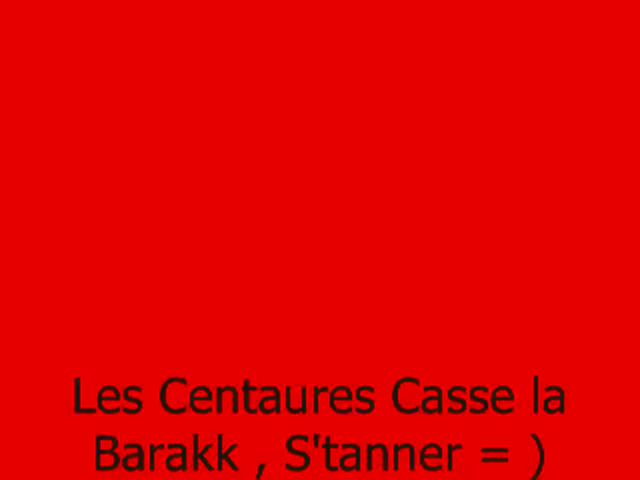 Les Centaures Casse la
Barakk , S'tanner = )